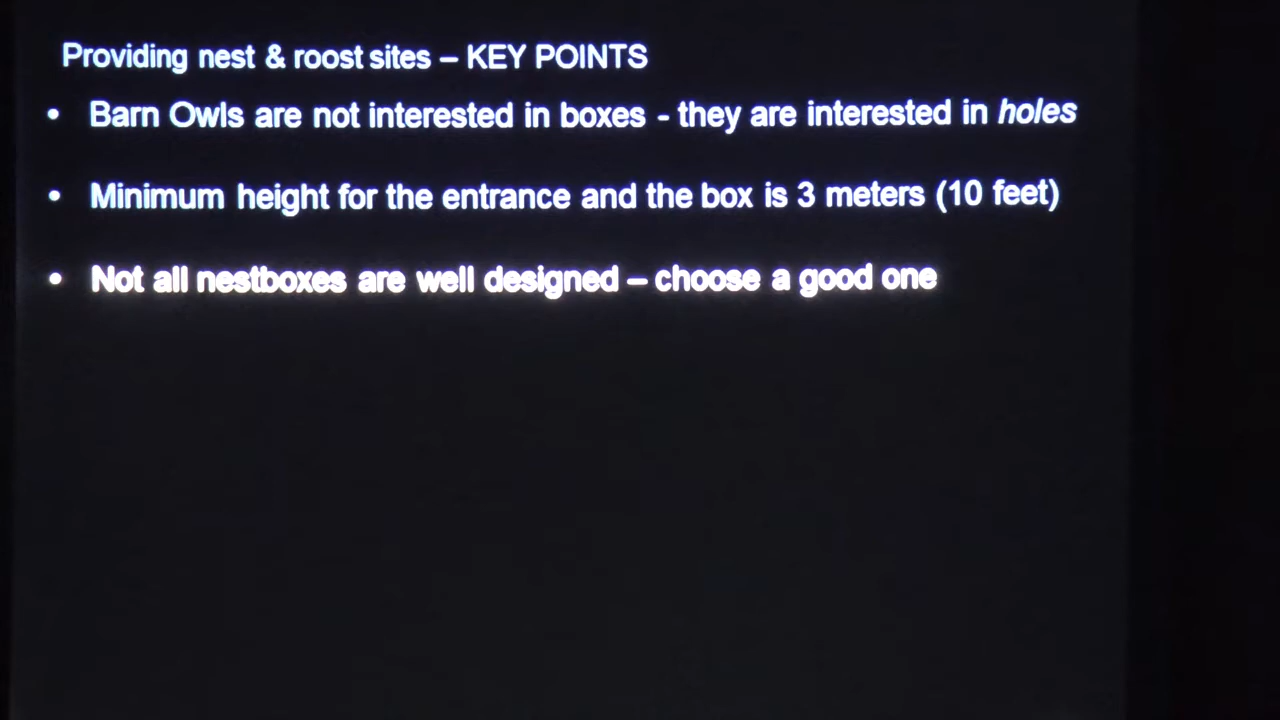 Providing nest & roost sites – KEY POINTS
• Barn Owls are not interested in boxes - they are interested in holes
• Minimum height for the entrance and the box is 3 meters (10 feet)
• Not all nestboxes are well designed – choose a good one